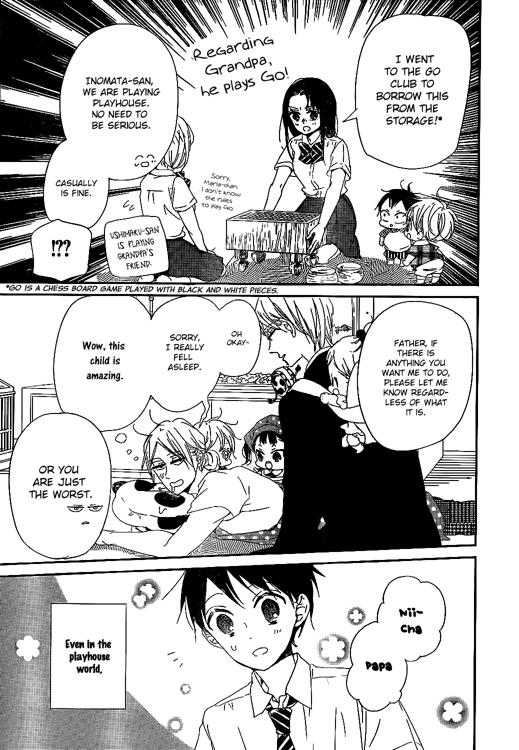 I WENT
TO THE GO
CLUB TO
BORROW THIS
FROM THE
STORAGE!*
Regarding
Grandpa,
he plays Go!
INOMATA-SAN,
WE ARE PLAYING
PLAYHOUSE.
NO NEED TO
BE SERIOUS.
CASUALLY
IS FINE.
Sorry,
Maria-chan.
I don't know
the rules
to play Go.
!??
USHIMARU-SAN
IS PLAYING
GRANDPA'S
FRIEND.
*GO IS A CHESS BOARD GAME PLAYED WITH BLACK AND WHITE PIECES.
FATHER, IF
THERE IS
ANYTHING YOU
WANT ME TO DO,
PLEASE LET ME
KNOW REGARD-
LESS OF WHAT
IT IS.
OH
OKAY~
SORRY,
I REALLY
FELL
ASLEEP.
Wow, this
child is
amazing.
OR YOU
ARE JUST
THE WORST.
Nii-
Cha
Papa
Even in the
playhouse
world,